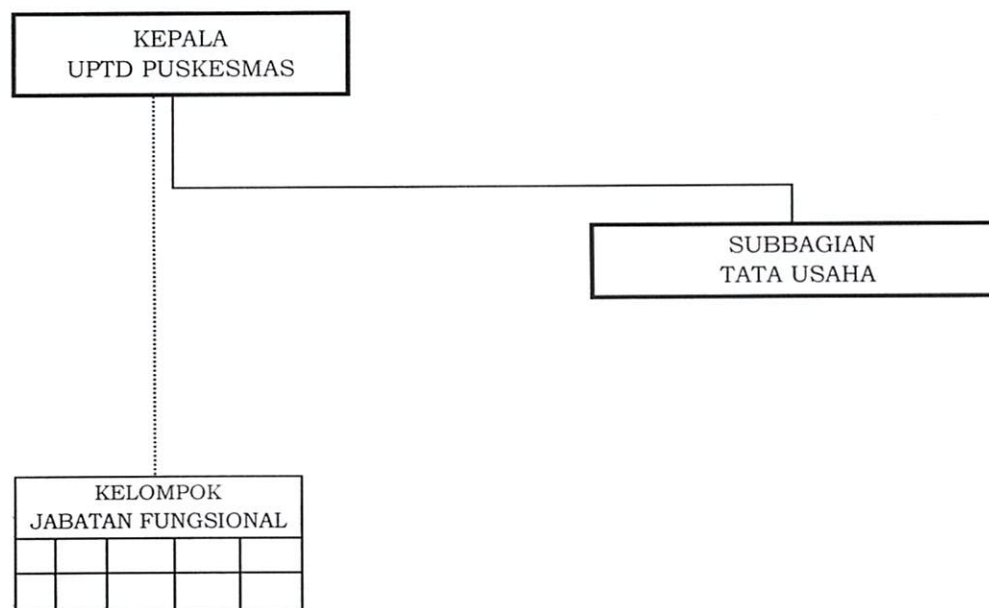 KEPALA
UPTD PUSKESMAS
SUBBAGIAN
TATA USAHA
KELOMPOK
JABATAN FUNGSIONAL